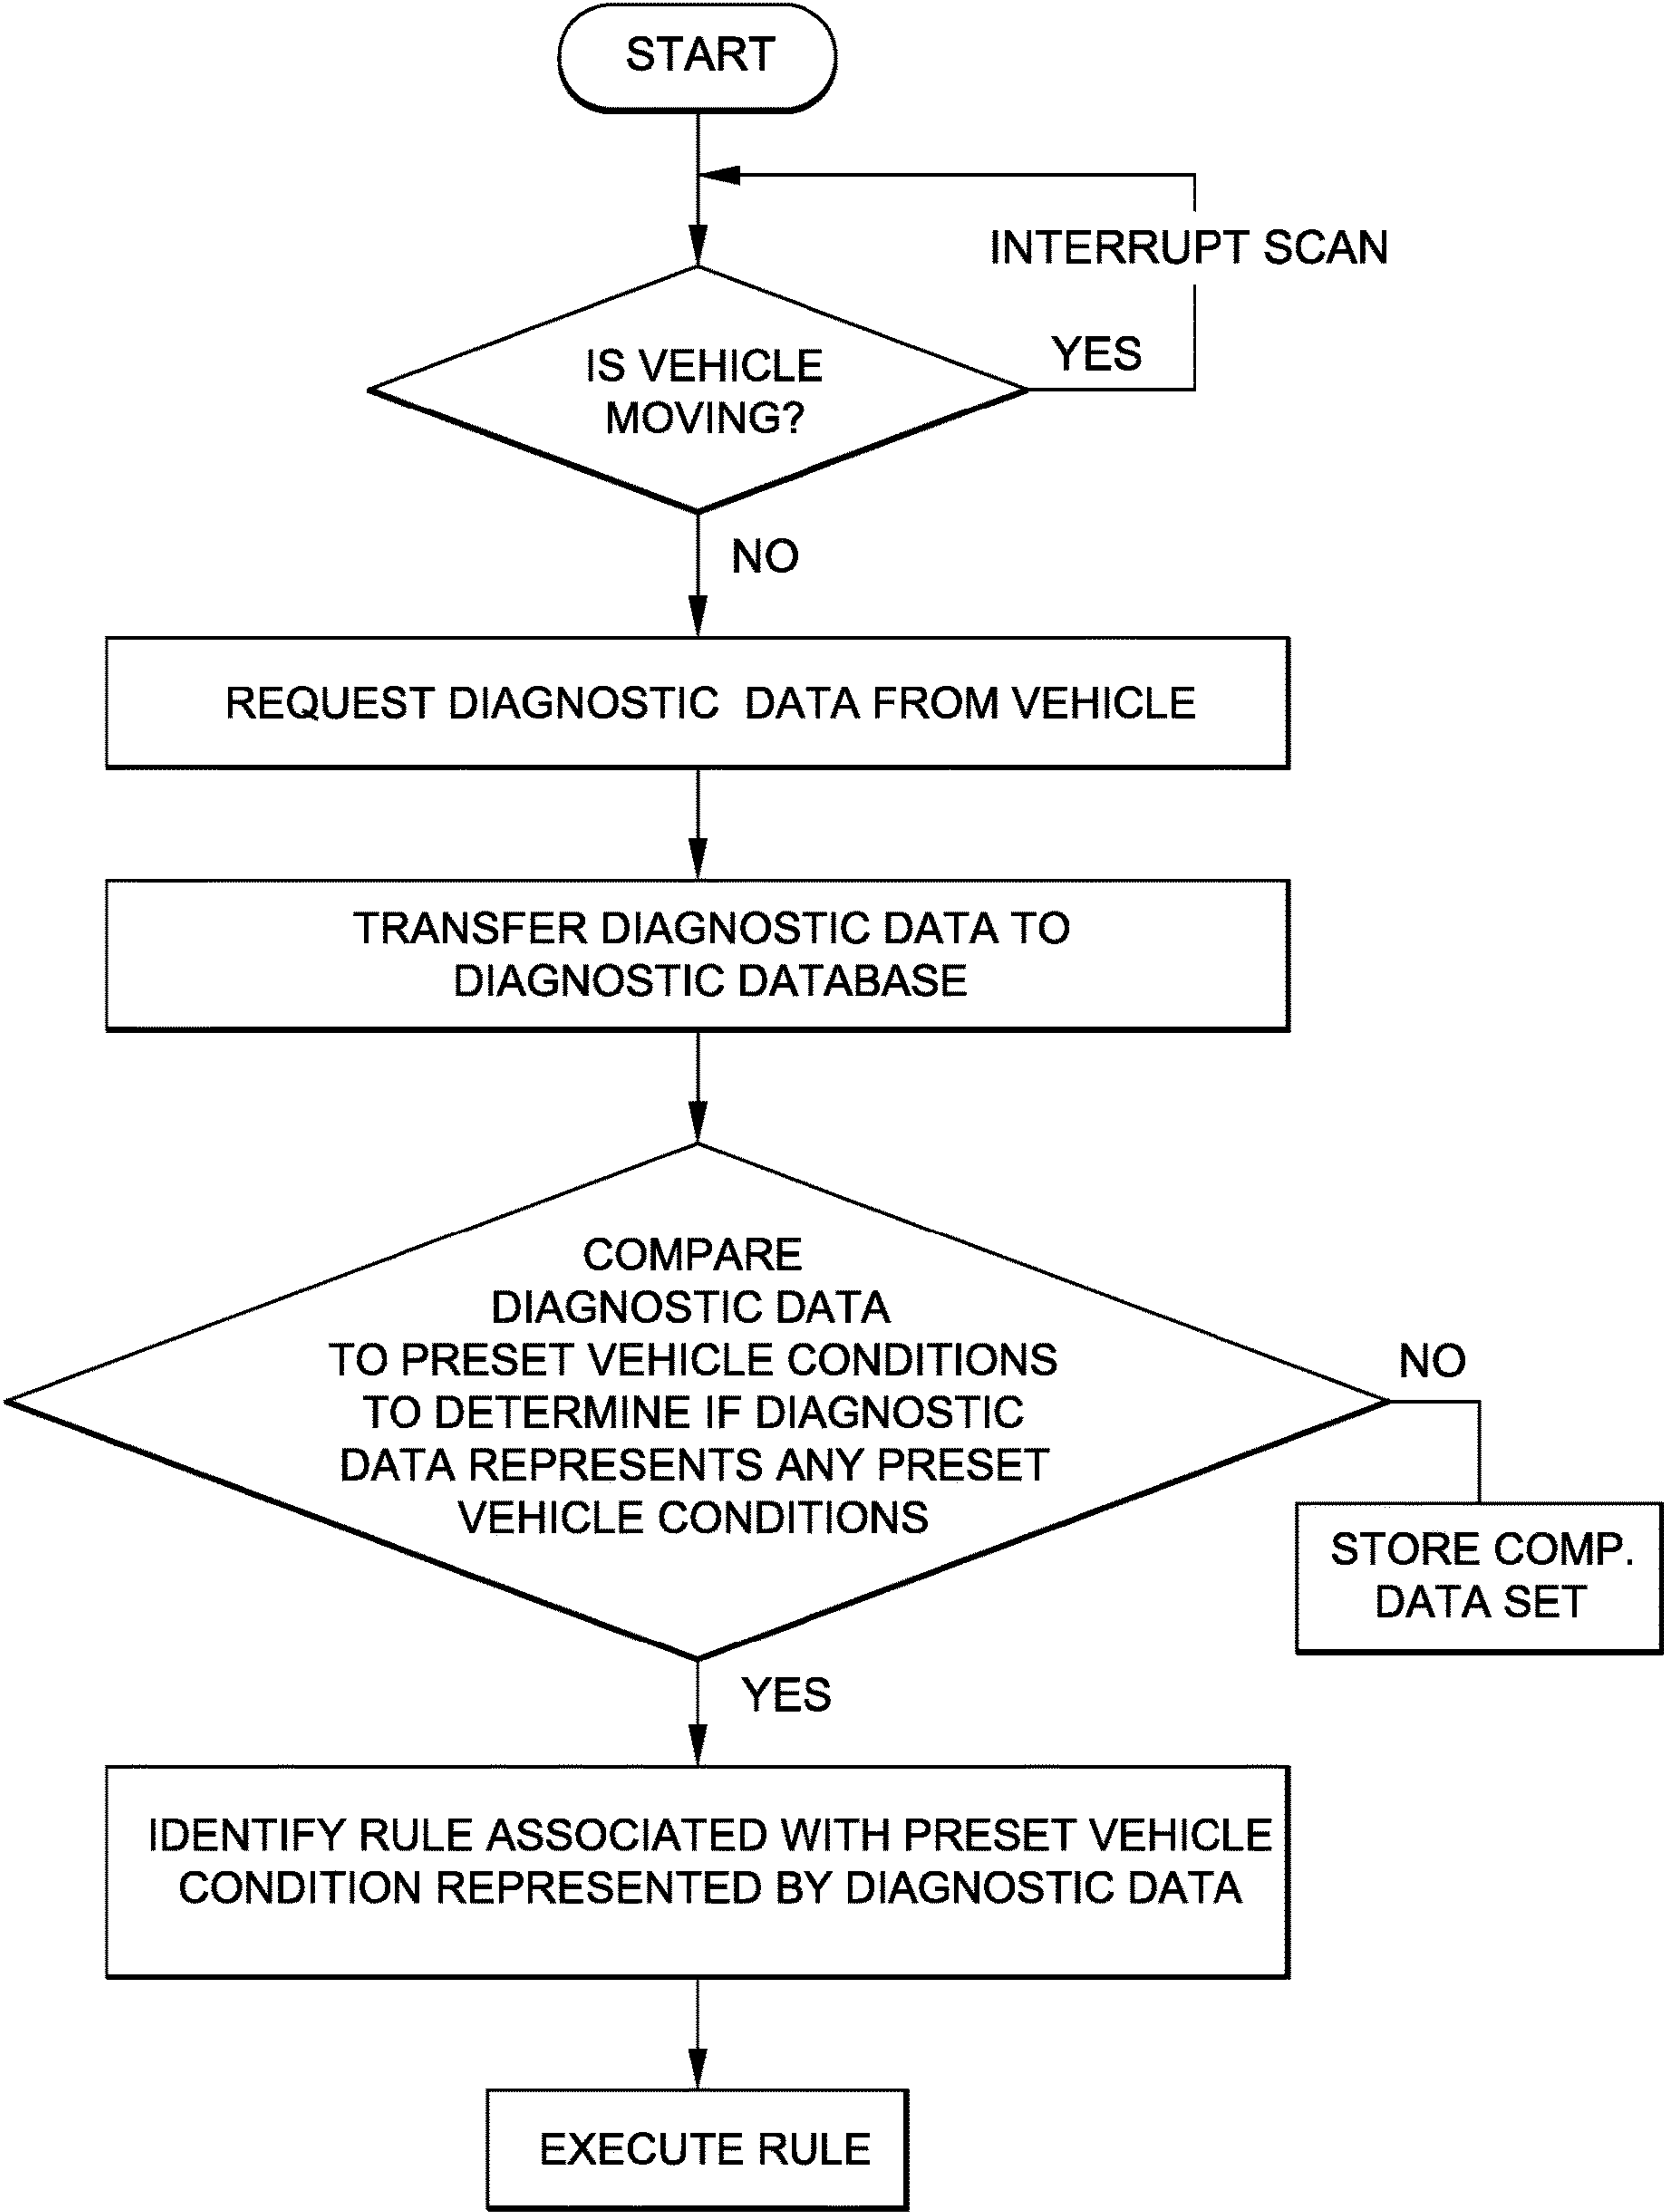 START
INTERRUPT SCAN
YES
IS VEHICLE
MOVING?
NO
REQUEST DIAGNOSTIC DATA FROM VEHICLE
TRANSFER DIAGNOSTIC DATA TO
DIAGNOSTIC DATABASE
COMPARE
DIAGNOSTIC DATA
TO PRESET VEHICLE CONDITIONS
TO DETERMINE IF DIAGNOSTIC
DATA REPRESENTS ANY PRESET
VEHICLE CONDITIONS
NO
STORE COMP.
DATA SET
YES
IDENTIFY RULE ASSOCIATED WITH PRESET VEHICLE
CONDITION REPRESENTED BY DIAGNOSTIC DATA
EXECUTE RULE